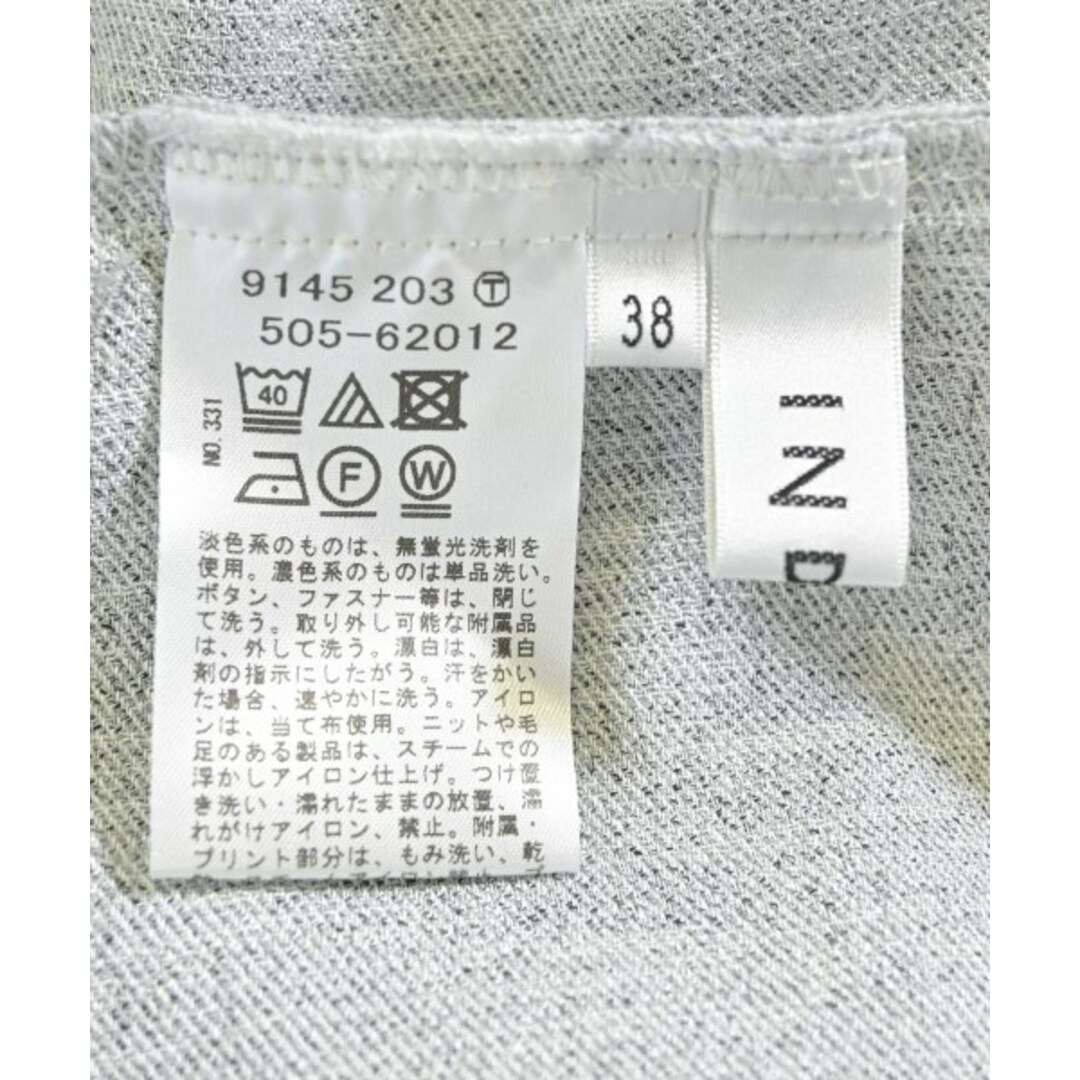 9145 203 Ⓣ
505-62012
40
NO.331
F
W
淡色系のものは、無蛍光洗剤を
使用。濃色系のものは単品洗い。
ボタン、ファスナー等は、閉じ
て洗う。取り外し可能な附属品
は、外して洗う。漂白は、漂白
剤の指示にしたがう。汗をかい
た場合、速やかに洗う。アイロ
ンは、当て布使用。ニットや毛
足のある製品は、スチームでの
浮かしアイロン仕上げ。つけ置
き洗い・濡れたままの放置、濡
れがけアイロン、禁止。附属・
プリント部分は、もみ洗い、乾
38
IND